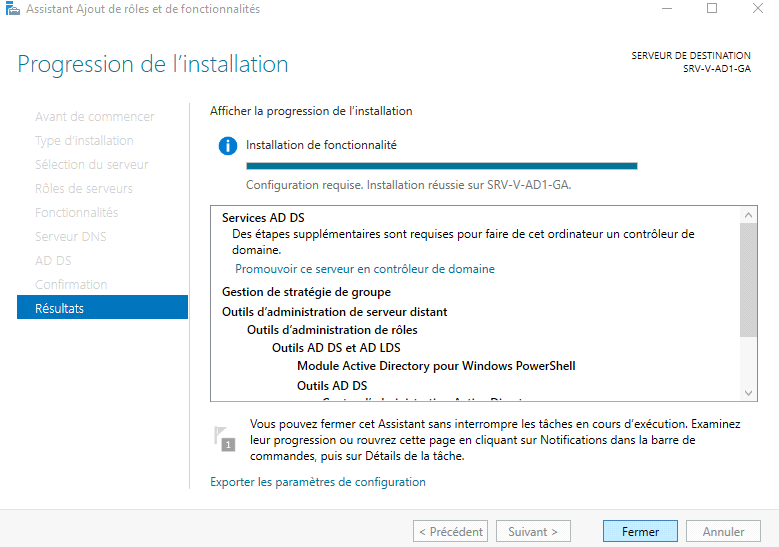 Assistant Ajout de rôles et de fonctionnalités
Progression de l'installation
SERVEUR DE DESTINATION
SRV-V-AD1-GA
Avant de commencer
Type d'installation
Sélection du serveur
Rôles de serveurs
Fonctionnalités
Serveur DNS
AD DS
Confirmation
Résultats
Afficher la progression de l'installation
Installation de fonctionnalité
Configuration requise. Installation réussie sur SRV-V-AD1-GA.
Services AD DS
Des étapes supplémentaires sont requises pour faire de cet ordinateur un contrôleur de
domaine.
Promouvoir ce serveur en contrôleur de domaine
Gestion de stratégie de groupe
Outils d'administration de serveur distant
Outils d'administration de rôles
Outils AD DS et AD LDS
Module Active Directory pour Windows PowerShell
Outils AD DS
1
Vous pouvez fermer cet Assistant sans interrompre les tâches en cours d'exécution. Examinez
leur progression ou rouvrez cette page en cliquant sur Notifications dans la barre de
commandes, puis sur Détails de la tâche.
Exporter les paramètres de configuration
< Précédent
Suivant >
Fermer
Annuler